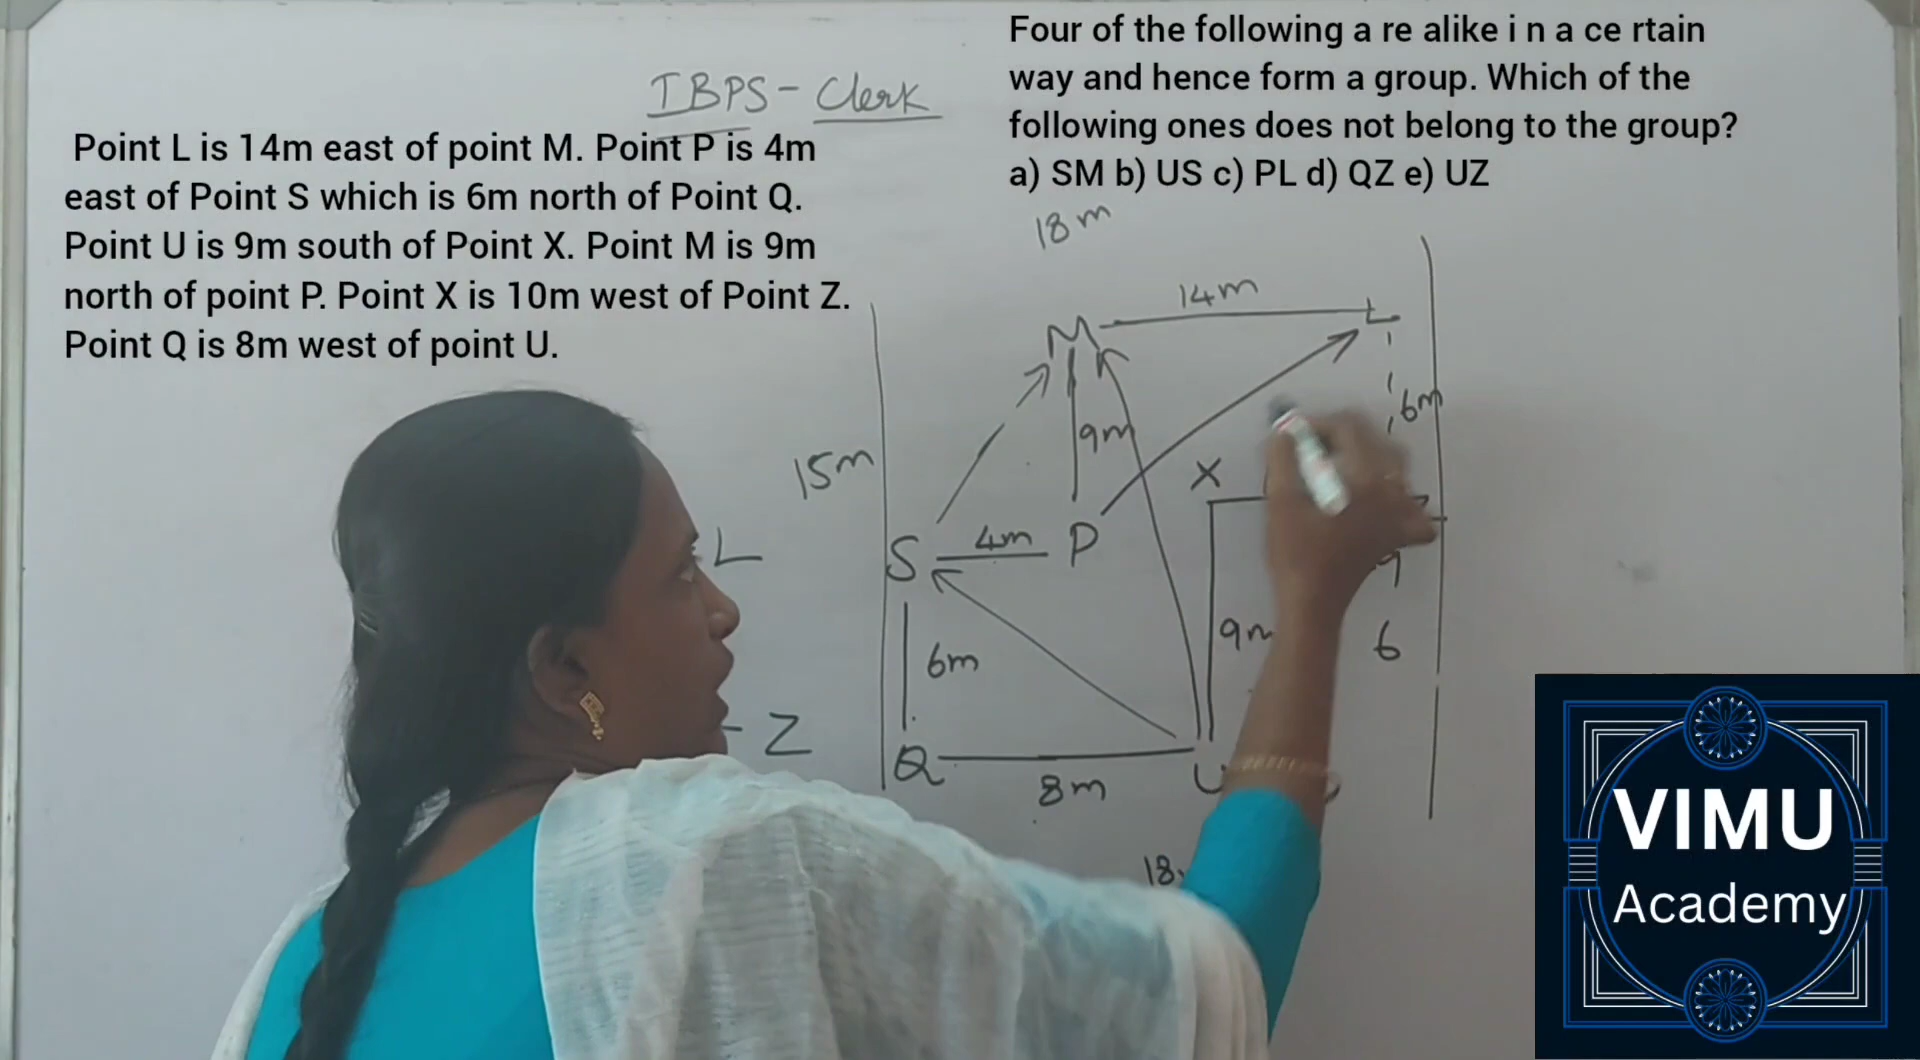 Four of the following a re alike i n a ce rtain
way and hence form a group. Which of the
following ones does not belong to the group?
a) SM b) US c) PL d) QZ e) UZ
IBPS - Clerk
Point L is 14m east of point M. Point P is 4m
east of Point S which is 6m north of Point Q.
Point U is 9m south of Point X. Point M is 9m
north of point P. Point X is 10m west of Point Z.
Point Q is 8m west of point U.
18m
14m
M
L
6m
9m
15m
X
4m
S
P
L
9
9m
6
6m
Z
Q
U
8m
18.
VIMU
Academy